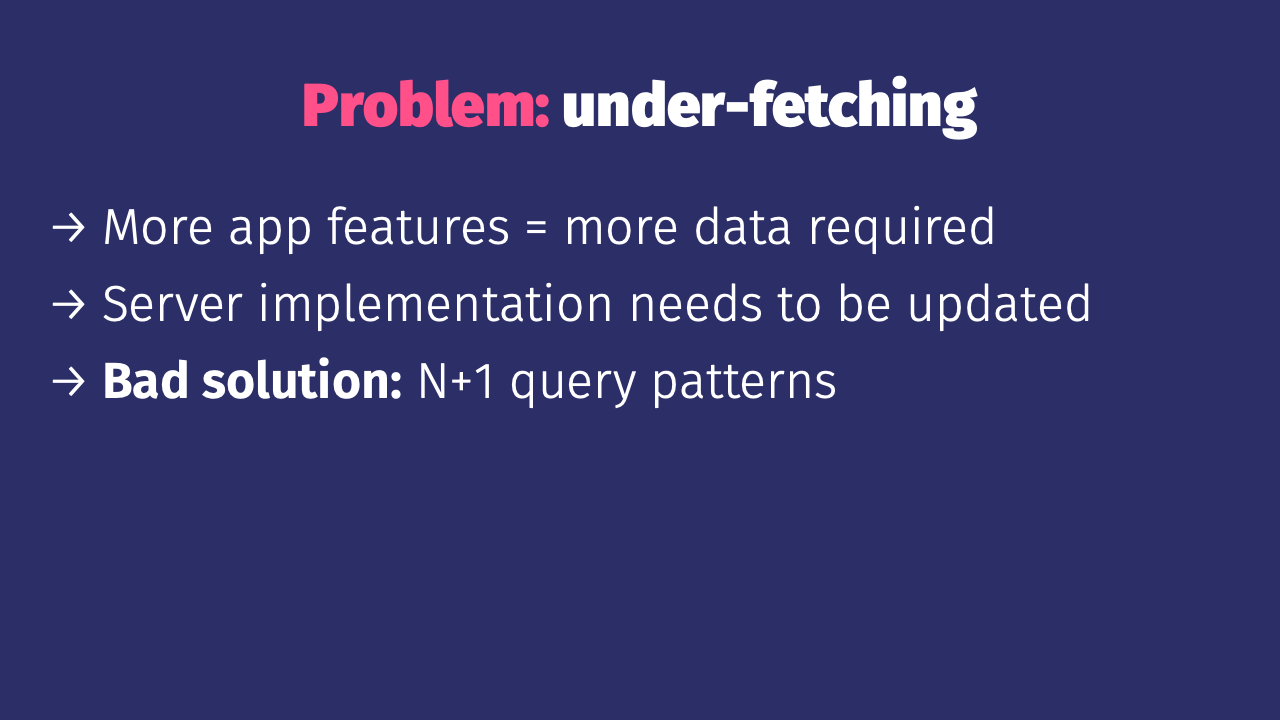 Problem: under-fetching
→ More app features = more data required
→ Server implementation needs to be updated
→ Bad solution: N+1 query patterns